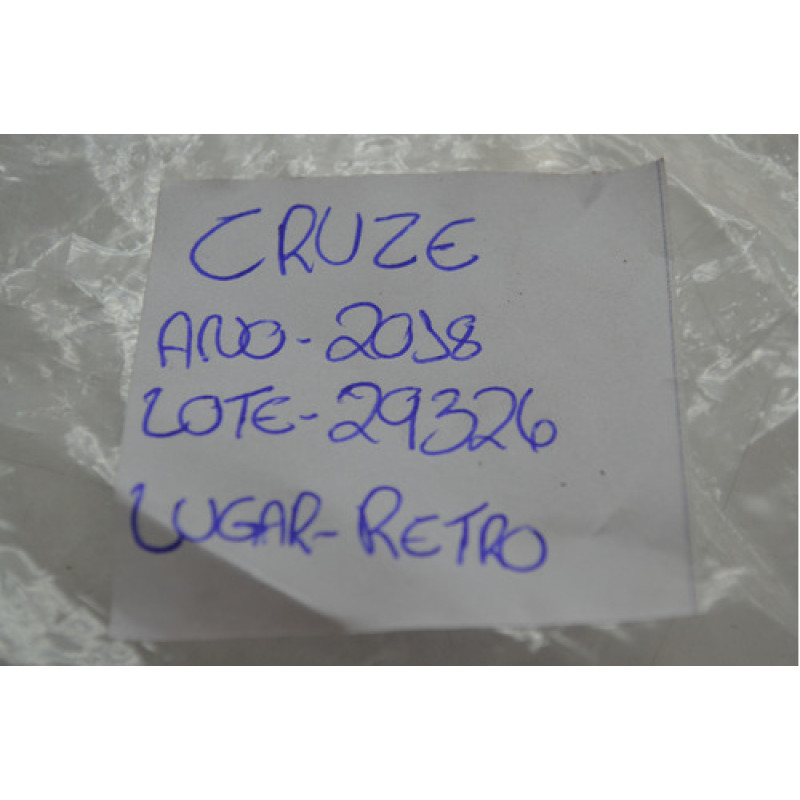 CRUZE
ANO-2018
LOTE-29326
LUGAR-RETRO